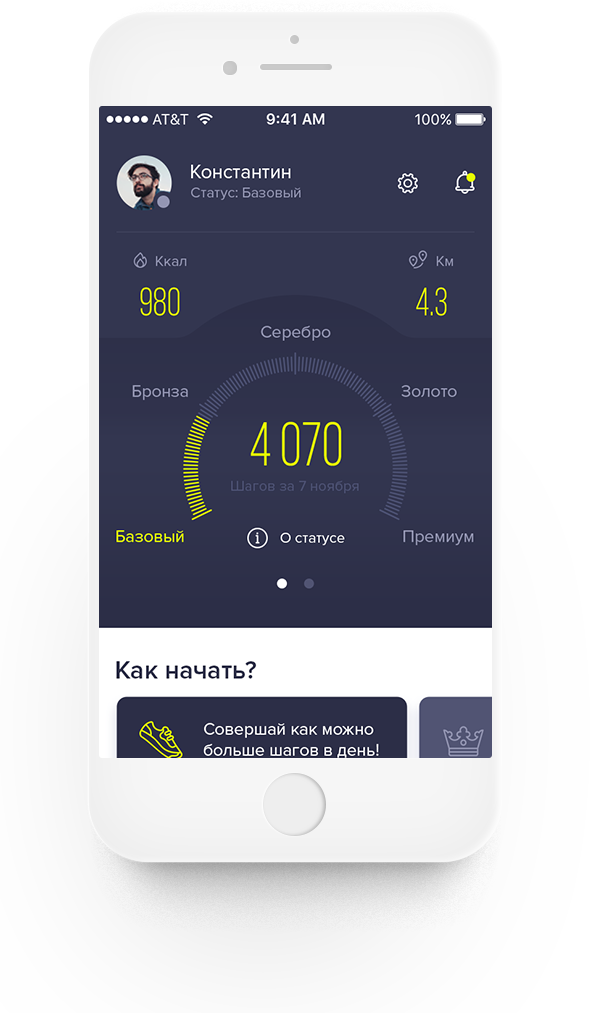 AT&T 9:41 AM 100%
Константин
Статус: Базовый
Ккал Км
980 4.3
Серебро
Бронза Золото
4 070
Шагов за 7 ноября
Базовый О статусе Премиум
Как начать?
Совершай как можно
больше шагов в день!